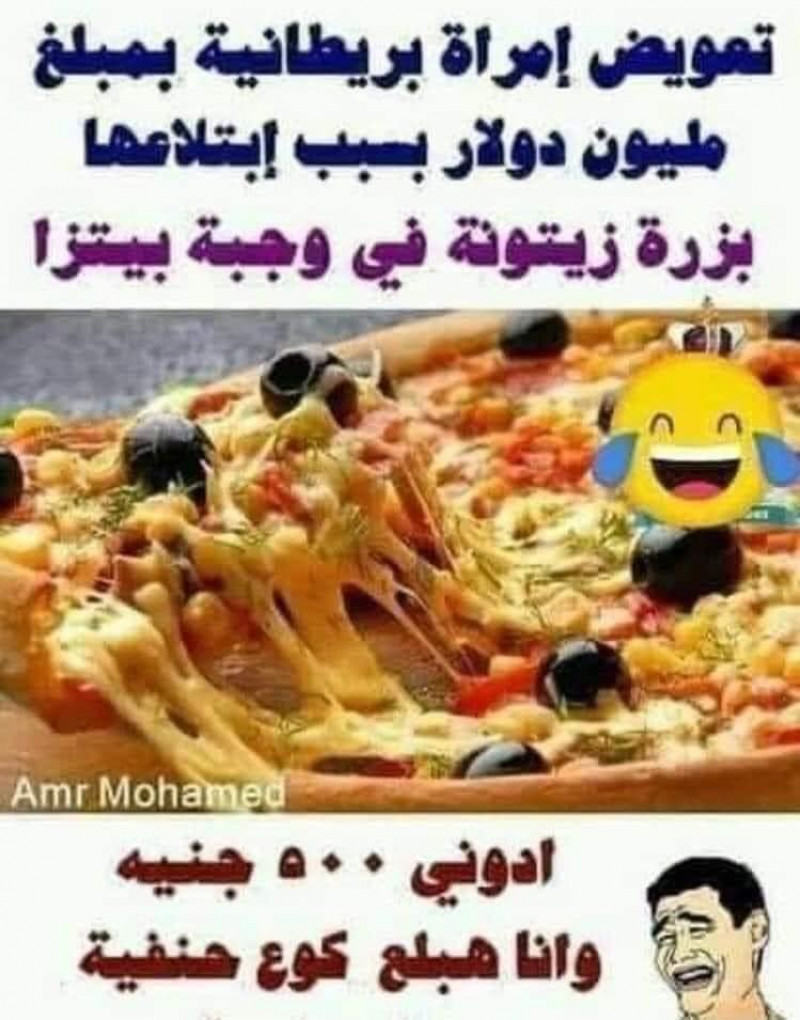 تعويض إمرأة بريطانية بمبلغ
مليون دولار بسبب إبتلاعها
بزرة زيتونة في وجبة بيتزا
Amr Mohamed
ادوني ٥٠٠ جنيه
وانا هبلع كوع حنفية